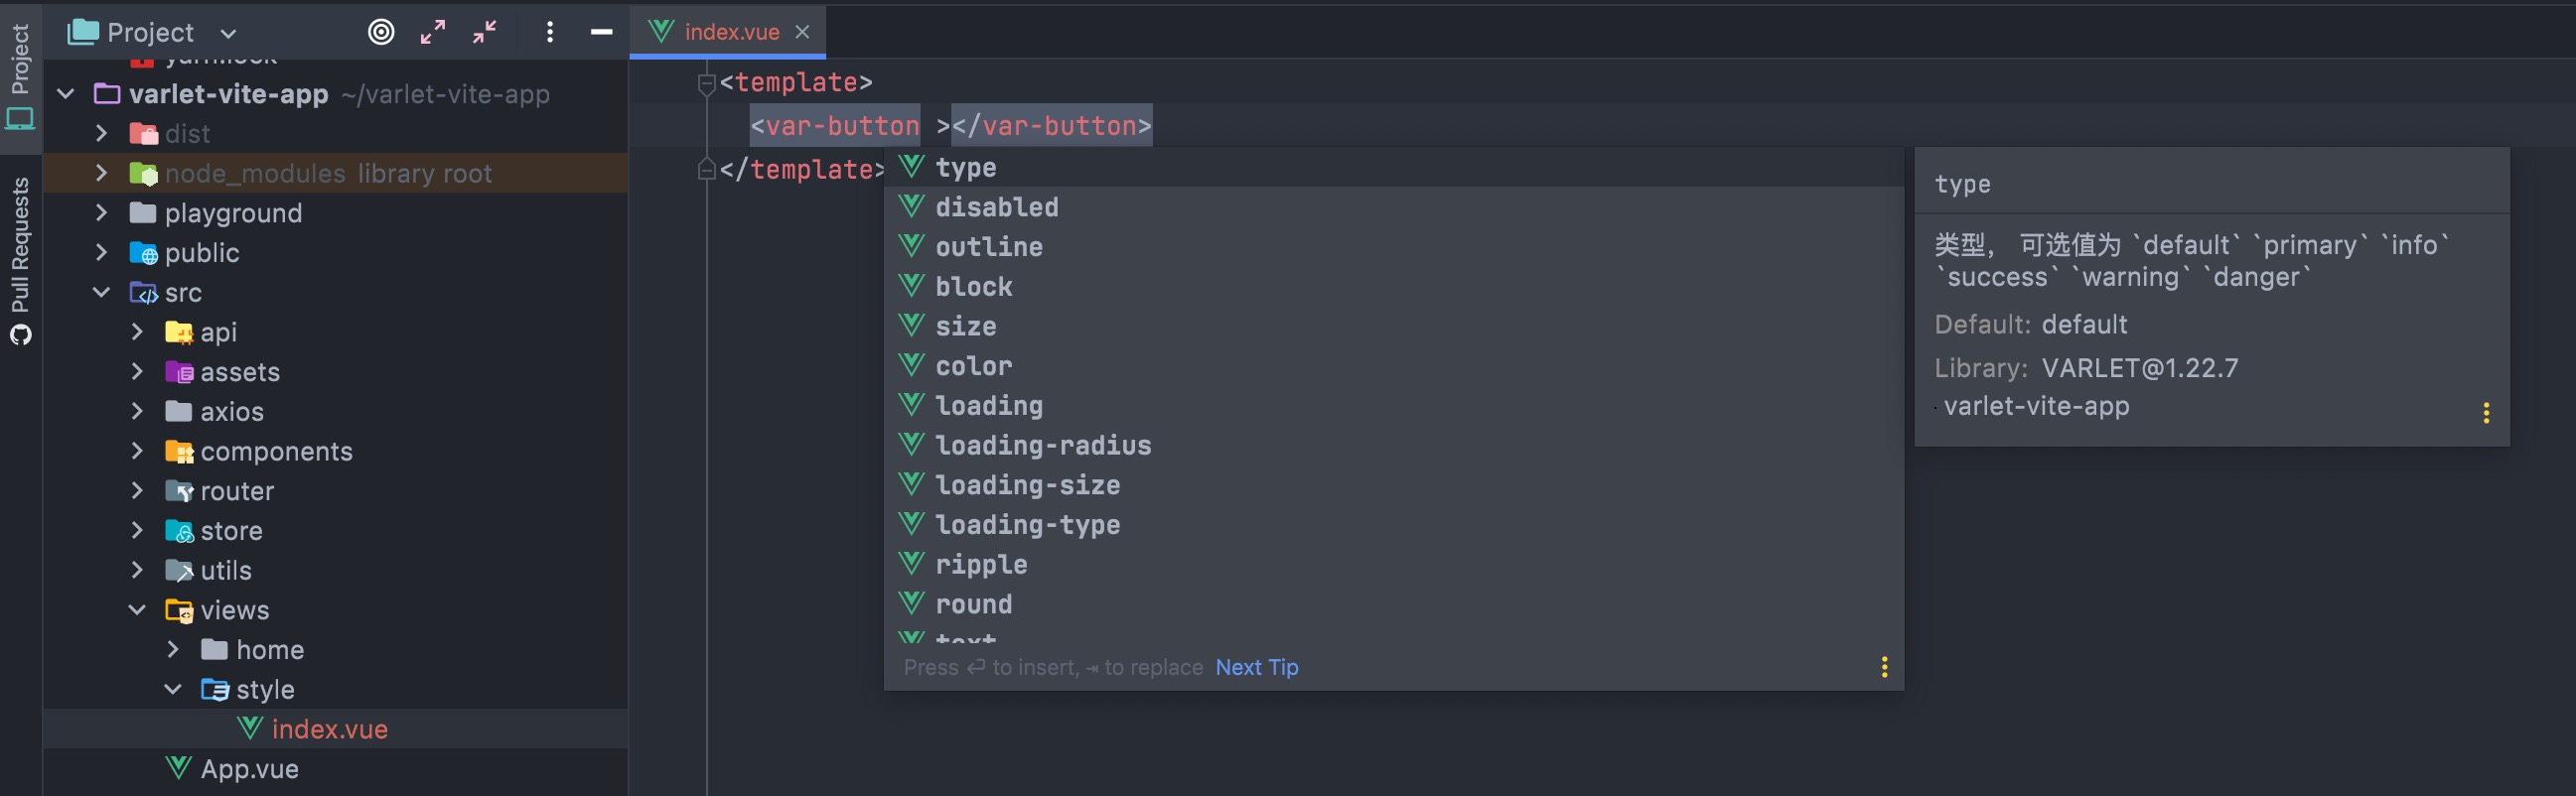 Project
Pull Requests
Project
yarn.lock
varlet-vite-app ~/varlet-vite-app
dist
node_modules library root
playground
public
src
api
assets
axios
components
router
store
utils
views
home
style
index.vue
App.vue
index.vue
<template>
<var-button ></var-button>
</template>
type
disabled
outline
block
size
color
loading
loading-radius
loading-size
loading-type
ripple
round
text
Press ⏎ to insert, ⇥ to replace Next Tip
type
类型， 可选值为 `default` `primary` `info`
`success` `warning` `danger`
Default: default
Library: VARLET@1.22.7
varlet-vite-app